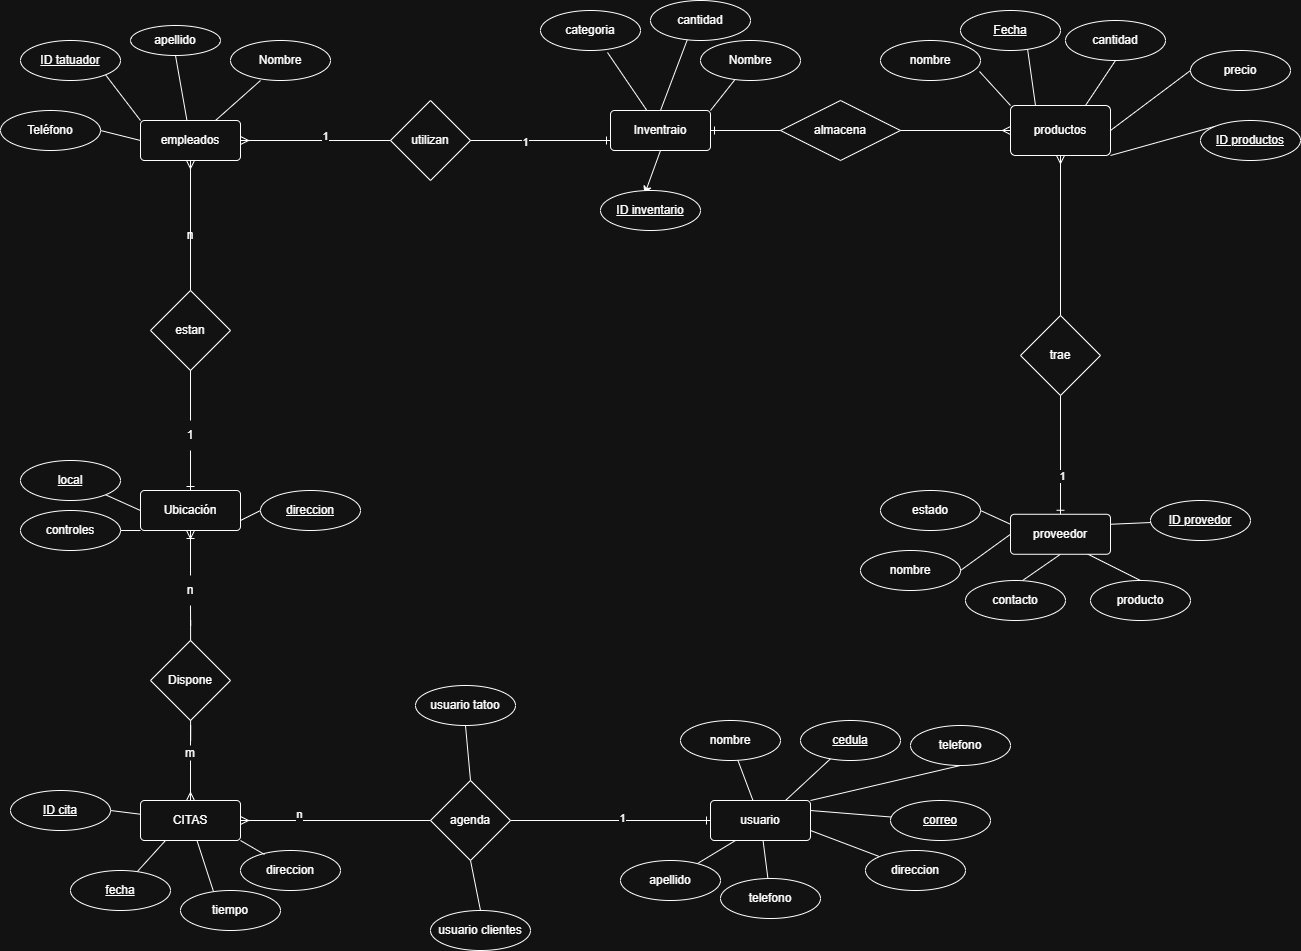 categoria
cantidad
Nombre
nombre
Fecha
cantidad
precio
ID productos
ID tatuador
apellido
Nombre
Teléfono
empleados
1
utilizan
1
Inventraio
almacena
productos
ID inventario
n
estan
1
trae
1
local
controles
Ubicación
direccion
estado
nombre
proveedor
ID provedor
contacto
producto
n
Dispone
m
usuario tatoo
nombre
cedula
telefono
ID cita
CITAS
n
agenda
1
usuario
correo
fecha
tiempo
direccion
usuario clientes
apellido
telefono
direccion